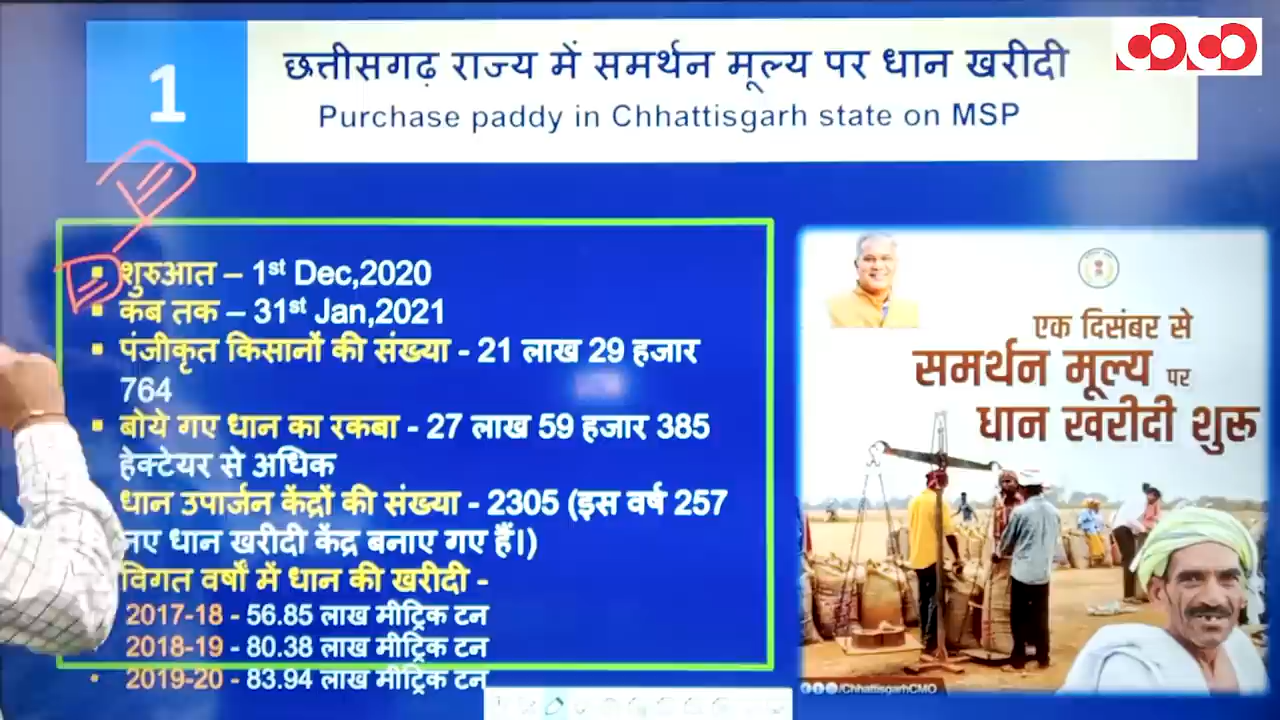 1
छत्तीसगढ़ राज्य में समर्थन मूल्य पर धान खरीदी
Purchase paddy in Chhattisgarh state on MSP
▪ शुरुआत – 1st Dec,2020
▪ कब तक – 31st Jan,2021
▪ पंजीकृत किसानों की संख्या - 21 लाख 29 हजार
764
▪ बोये गए धान का रकबा - 27 लाख 59 हजार 385
हेक्टेयर से अधिक
धान उपार्जन केंद्रों की संख्या - 2305 (इस वर्ष 257
नए धान खरीदी केंद्र बनाए गए हैं।)
विगत वर्षों में धान की खरीदी -
2017-18 - 56.85 लाख मीट्रिक टन
2018-19 - 80.38 लाख मीट्रिक टन
• 2019-20 - 83.94 लाख मीट्रिक टन
एक दिसंबर से
समर्थन मूल्य पर
धान खरीदी शुरू
/ChhattisgarhCMO